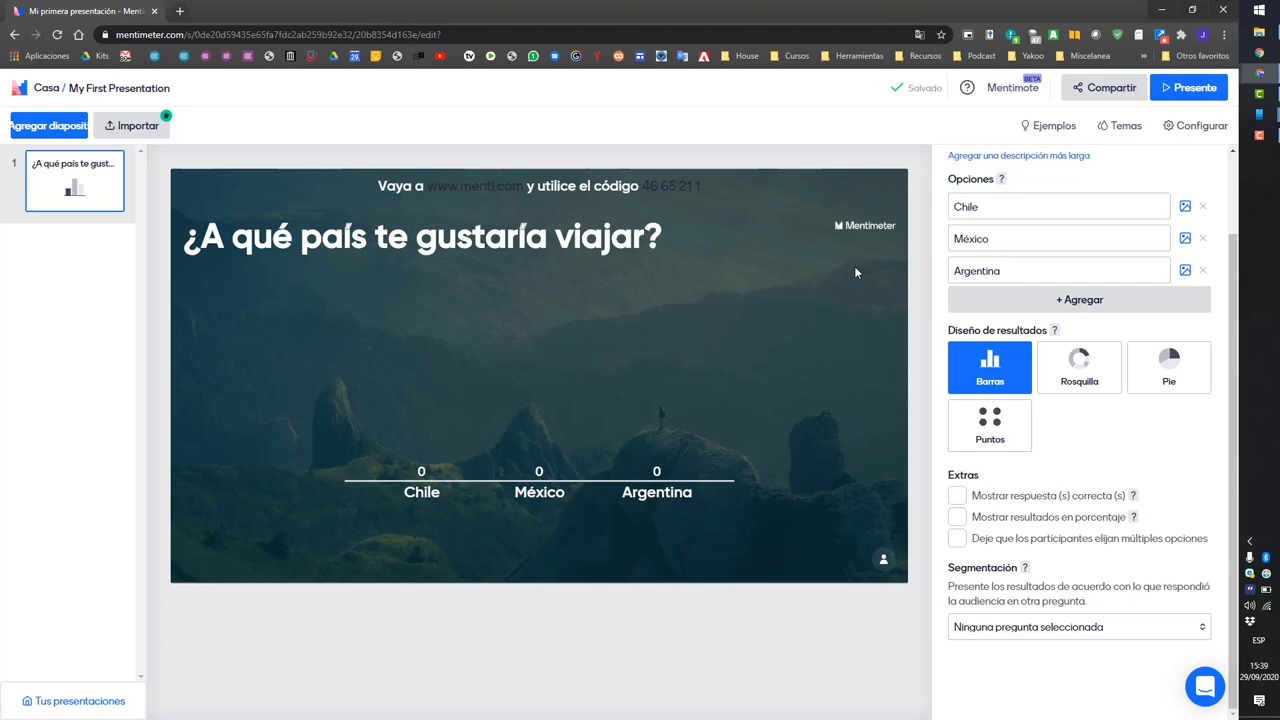 Mi primera presentación - Menti
mentimeter.com/s/0de20d59435e65fa7fdc2ab259b92e32/20b8354d163e/edit?
Aplicaciones
Kits
House
Cursos
Herramientas
Recursos
Podcast
Yakoo
Miscelanea
»
Otros favoritos
Casa / My First Presentation
Salvado
Mentimote
BETA
Compartir
Presente
Agregar diaposit
Importar
Ejemplos
Temas
Configurar
1
¿A qué país te gust...
Vaya a www.menti.com y utilice el código 46 65 21 1
¿A qué país te gustaría viajar?
Mentimeter
0 0 0
Chile México Argentina
Agregar una descripción más larga
Opciones ?
Chile
México
Argentina
+ Agregar
Diseño de resultados ?
Barras
Rosquilla
Pie
Puntos
Extras
Mostrar respuesta (s) correcta (s) ?
Mostrar resultados en porcentaje ?
Deje que los participantes elijan múltiples opciones
Segmentación ?
Presente los resultados de acuerdo con lo que respondió
la audiencia en otra pregunta.
Ninguna pregunta seleccionada
Tus presentaciones
ESP
15:39
29/09/2020